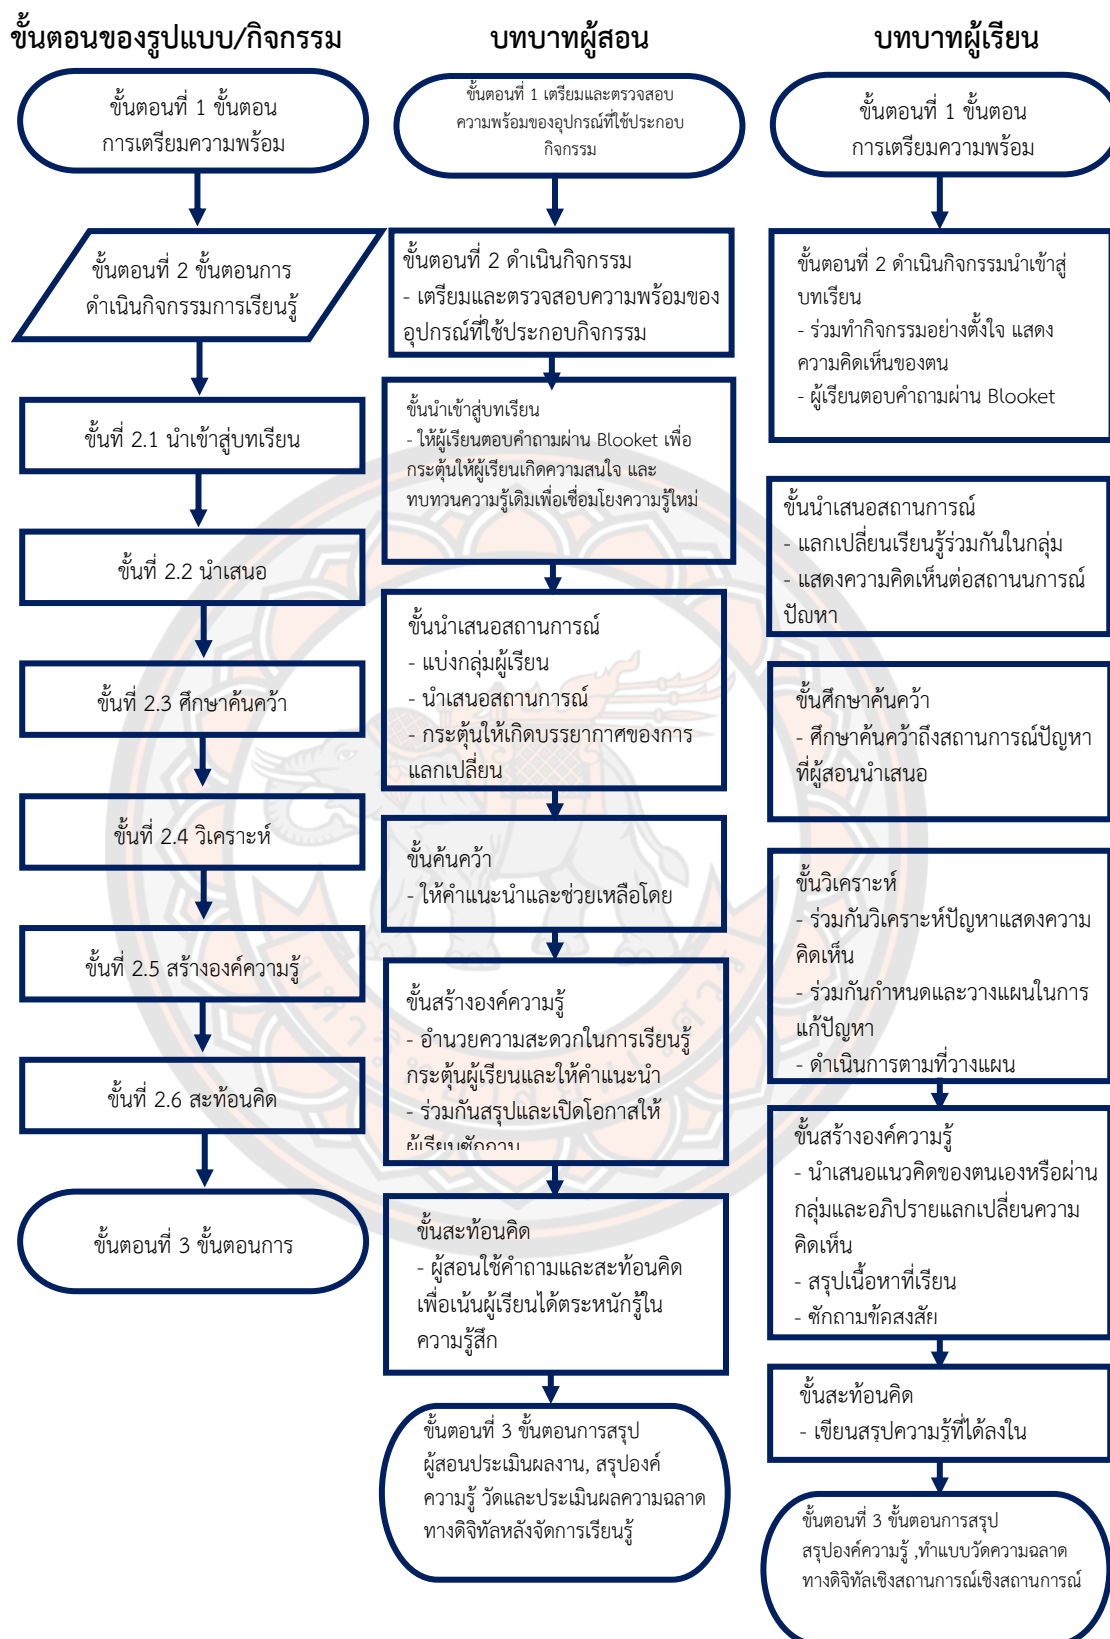 ขั้นตอนของรูปแบบ/กิจกรรม
ขั้นตอนที่ 1 ขั้นตอน
การเตรียมความพร้อม
ขั้นตอนที่ 2 ขั้นตอนการ
ดำเนินกิจกรรมการเรียนรู้
ขั้นที่ 2.1 นำเข้าสู่บทเรียน
ขั้นที่ 2.2 นำเสนอ
ขั้นที่ 2.3 ศึกษาค้นคว้า
ขั้นที่ 2.4 วิเคราะห์
ขั้นที่ 2.5 สร้างองค์ความรู้
ขั้นที่ 2.6 สะท้อนคิด
ขั้นตอนที่ 3 ขั้นตอนการ
บทบาทผู้สอน
ขั้นตอนที่ 1 เตรียมและตรวจสอบ
ความพร้อมของอุปกรณ์ที่ใช้ประกอบ
กิจกรรม
ขั้นตอนที่ 2 ดำเนินกิจกรรม
- เตรียมและตรวจสอบความพร้อมของ
อุปกรณ์ที่ใช้ประกอบกิจกรรม
ขั้นนำเข้าสู่บทเรียน
- ให้ผู้เรียนตอบคำถามผ่าน Blooket เพื่อ
กระตุ้นให้ผู้เรียนเกิดความสนใจ และ
ทบทวนความรู้เดิมเพื่อเชื่อมโยงความรู้ใหม่
ขั้นนำเสนอสถานการณ์
- แบ่งกลุ่มผู้เรียน
- นำเสนอสถานการณ์
- กระตุ้นให้เกิดบรรยากาศของการ
แลกเปลี่ยน
ขั้นค้นคว้า
- ให้คำแนะนำและช่วยเหลือโดย
ขั้นสร้างองค์ความรู้
- อำนวยความสะดวกในการเรียนรู้
กระตุ้นผู้เรียนและให้คำแนะนำ
- ร่วมกันสรุปและเปิดโอกาสให้
ผู้เรียนซักถาม
ขั้นสะท้อนคิด
- ผู้สอนใช้คำถามและสะท้อนคิด
เพื่อเน้นผู้เรียนได้ตระหนักรู้ใน
ความรู้สึก
ขั้นตอนที่ 3 ขั้นตอนการสรุป
ผู้สอนประเมินผลงาน, สรุปองค์
ความรู้ วัดและประเมินผลความฉลาด
ทางดิจิทัลหลังจัดการเรียนรู้
บทบาทผู้เรียน
ขั้นตอนที่ 1 ขั้นตอน
การเตรียมความพร้อม
ขั้นตอนที่ 2 ดำเนินกิจกรรมนำเข้าสู่
บทเรียน
- ร่วมทำกิจกรรมอย่างตั้งใจ แสดง
ความคิดเห็นของตน
- ผู้เรียนตอบคำถามผ่าน Blooket
ขั้นนำเสนอสถานการณ์
- แลกเปลี่ยนเรียนรู้ร่วมกันในกลุ่ม
- แสดงความคิดเห็นต่อสถานนการณ์
ปัญหา
ขั้นศึกษาค้นคว้า
- ศึกษาค้นคว้าถึงสถานการณ์ปัญหา
ที่ผู้สอนนำเสนอ
ขั้นวิเคราะห์
- ร่วมกันวิเคราะห์ปัญหาแสดงความ
คิดเห็น
- ร่วมกันกำหนดและวางแผนในการ
แก้ปัญหา
- ดำเนินการตามที่วางแผน
ขั้นสร้างองค์ความรู้
- นำเสนอแนวคิดของตนเองหรือผ่าน
กลุ่มและอภิปรายแลกเปลี่ยนความ
คิดเห็น
- สรุปเนื้อหาที่เรียน
- ซักถามข้อสงสัย
ขั้นสะท้อนคิด
- เขียนสรุปความรู้ที่ได้ลงใน
ขั้นตอนที่ 3 ขั้นตอนการสรุป
สรุปองค์ความรู้ ,ทำแบบวัดความฉลาด
ทางดิจิทัลเชิงสถานการณ์เชิงสถานการณ์